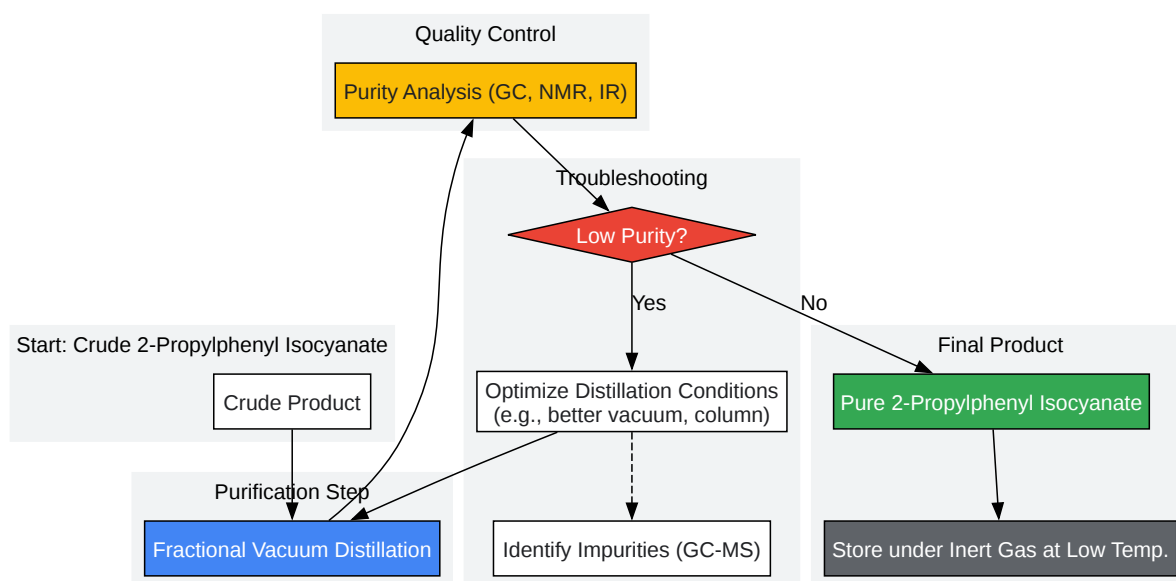 Quality Control
Purity Analysis (GC, NMR, IR)
Troubleshooting
Low Purity?
Yes
No
Start: Crude 2-Propylphenyl Isocyanate
Crude Product
Final Product
Optimize Distillation Conditions
(e.g., better vacuum, column)
Pure 2-Propylphenyl Isocyanate
Purification Step
Fractional Vacuum Distillation
Identify Impurities (GC-MS)
Store under Inert Gas at Low Temp.